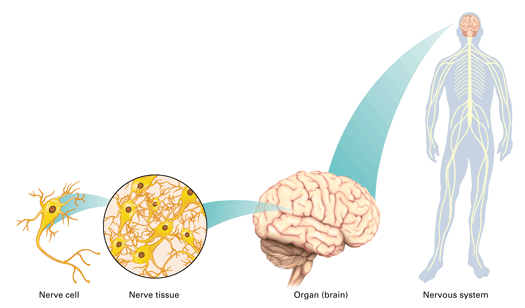 Nerve cell
Nerve tissue
Organ (brain)
Nervous system